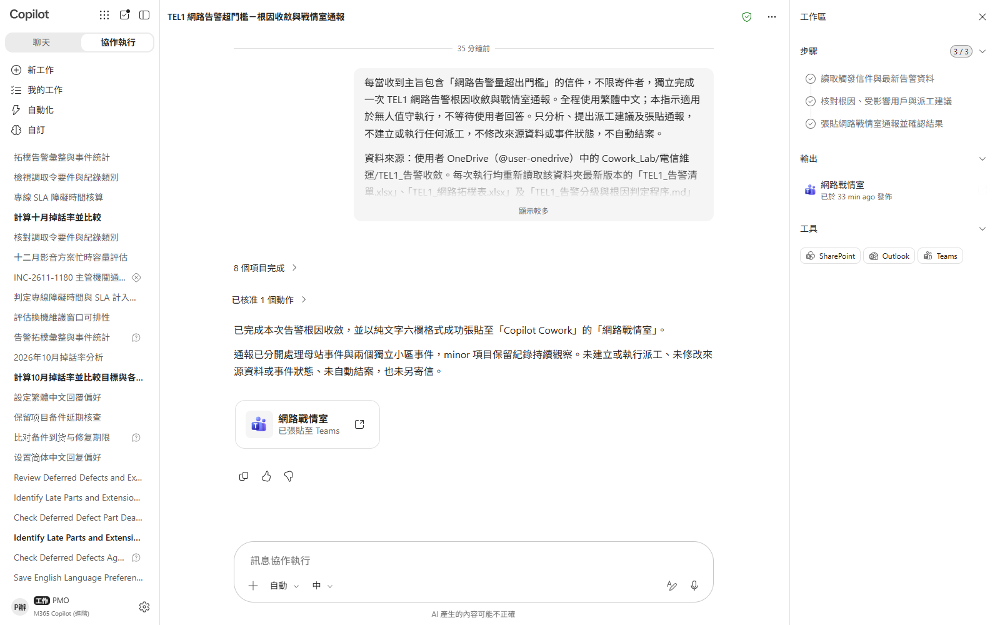 Copilot
聊天
協作執行
新工作
我的工作
自動化
自訂
拓樸告警彙整與事件統計
檢視調取令要件與紀錄類別
專線 SLA 障礙時間核算
計算十月掉話率並比較
核對調取令要件與紀錄類別
十二月影音方案忙時容量評估
INC-2611-1180 主管機關通...
判定專線障礙時間與 SLA 計入...
評估換機維護窗口可排性
告警拓樸彙整與事件統計
2026年10月掉話率分析
計算10月掉話率並比較目標與各...
設定繁體中文回覆偏好
保留项目备件延期核查
比对备件到货与修复期限
设置简体中文回复偏好
Review Deferred Defects and Ex...
Identify Late Parts and Extensio...
Check Deferred Defect Part Dea...
Identify Late Parts and Extensi...
Check Deferred Defects Ag...
Save English Language Preferen...
P辦
工作 PMO
M365 Copilot (進階)
TEL1 網路告警超門檻－根因收斂與戰情室通報
35 分鐘前
每當收到主旨包含「網路告警量超出門檻」的信件，不限寄件者，獨立完成
一次 TEL1 網路告警根因收斂與戰情室通報。全程使用繁體中文；本指示適用
於無人值守執行，不等待使用者回答。只分析、提出派工建議及張貼通報，
不建立或執行任何派工，不修改來源資料或事件狀態，不自動結案。
資料來源：使用者 OneDrive（@user-onedrive）中的 Cowork_Lab/電信維
運/TEL1_告警收斂。每次執行均重新讀取該資料夾最新版本的「TEL1_告警清
單.xlsx」、「TEL1_網路拓樸表.xlsx」及「TEL1_告警分級與根因判定程序.md」
顯示較多
8 個項目完成
已核准 1 個動作
已完成本次告警根因收斂，並以純文字六欄格式成功張貼至「Copilot Cowork」的「網路戰情室」。
通報已分開處理母站事件與兩個獨立小區事件，minor 項目保留紀錄持續觀察。未建立或執行派工、未修改來
源資料或事件狀態、未自動結案，也未另寄信。
網路戰情室
已張貼至 Teams
訊息協作執行
自動
中
AI 產生的內容可能不正確
工作區
步驟
3 / 3
讀取觸發信件與最新告警資料
核對根因、受影響用戶與派工建議
張貼網路戰情室通報並確認結果
輸出
網路戰情室
已於 33 min ago 發佈
工具
SharePoint
Outlook
Teams